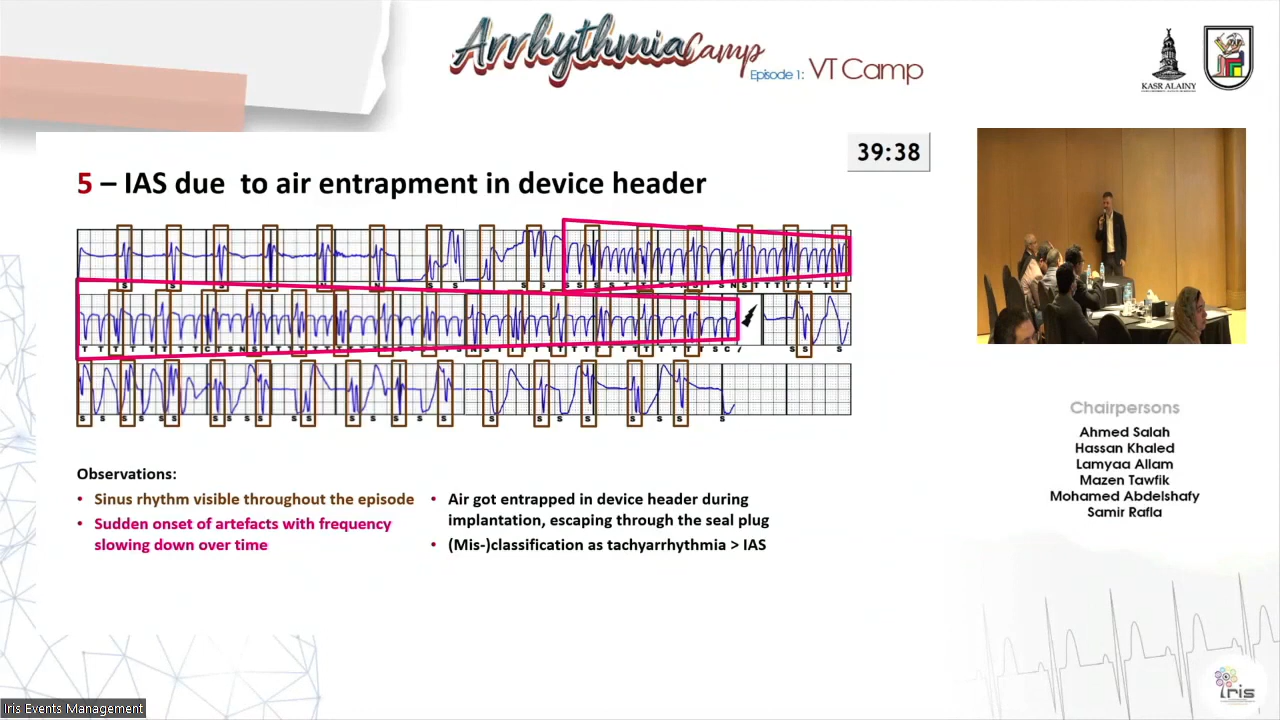 Arrhythmia Camp
Episode 1: VT Camp
KASR ALAINY
39:38
5 – IAS due to air entrapment in device header
Observations:
• Sinus rhythm visible throughout the episode
• Sudden onset of artefacts with frequency
slowing down over time
• Air got entrapped in device header during
implantation, escaping through the seal plug
• (Mis-)classification as tachyarrhythmia > IAS
Chairpersons
Ahmed Salah
Hassan Khaled
Lamyaa Allam
Mazen Tawfik
Mohamed Abdelshafy
Samir Rafla
Iris
Iris Events Management